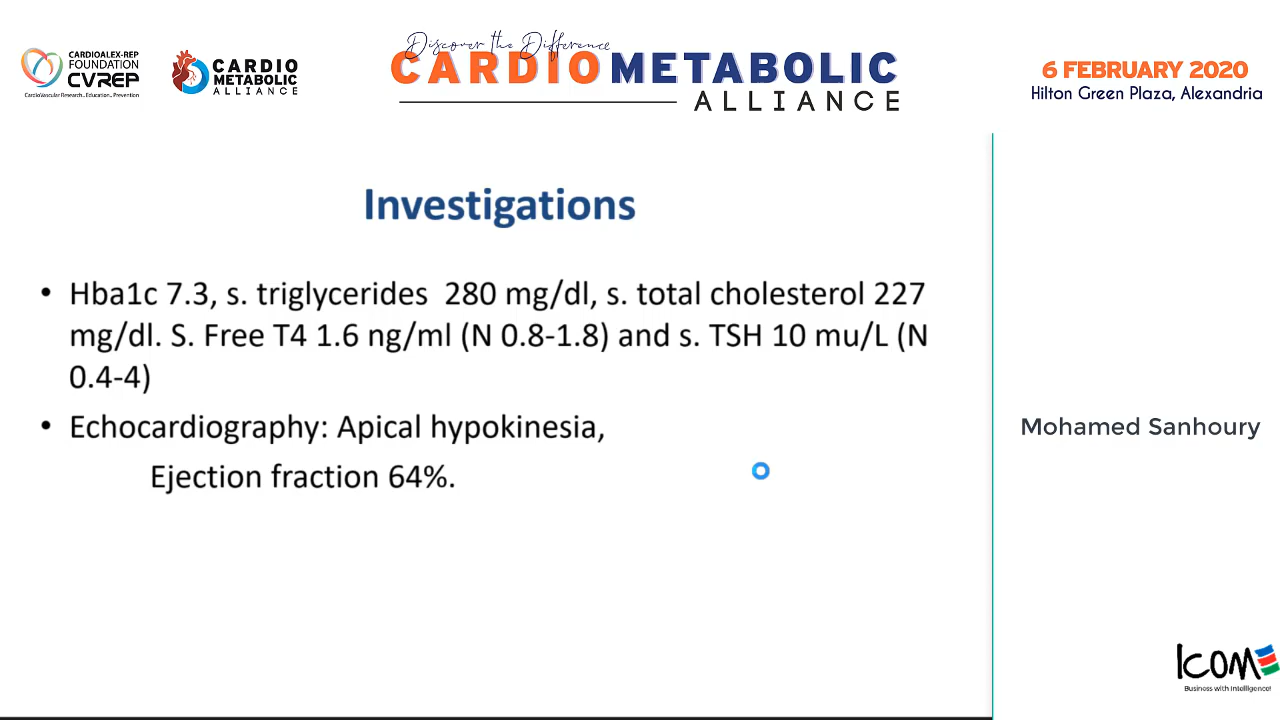 CARDIOALEX-REP
FOUNDATION
CVREP
CardioVascular Research.. Education.. Prevention
CARDIO
METABOLIC
ALLIANCE
Discover the Difference
CARDIOMETABOLIC
ALLIANCE
6 FEBRUARY 2020
Hilton Green Plaza, Alexandria
Investigations
• Hba1c 7.3, s. triglycerides 280 mg/dl, s. total cholesterol 227
mg/dl. S. Free T4 1.6 ng/ml (N 0.8-1.8) and s. TSH 10 mu/L (N
0.4-4)
• Echocardiography: Apical hypokinesia,
Ejection fraction 64%.
Mohamed Sanhoury
ICOM
Business with Intelligence!